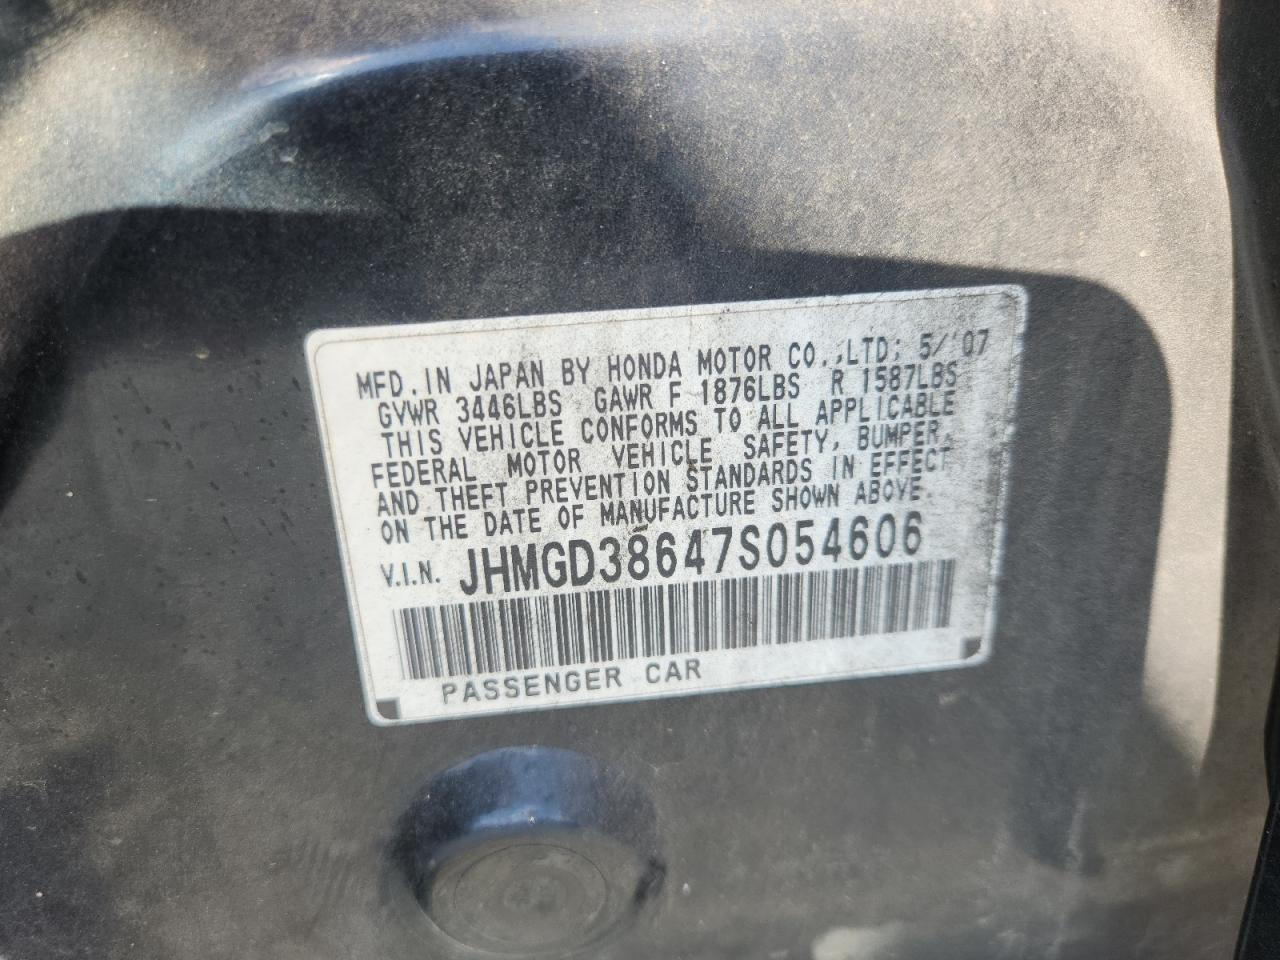 MFD. IN JAPAN BY HONDA MOTOR CO.,LTD; 5/'07
GVWR 3446LBS GAWR F 1876LBS R 1587LBS
THIS VEHICLE CONFORMS TO ALL APPLICABLE
FEDERAL MOTOR VEHICLE SAFETY, BUMPER,
AND THEFT PREVENTION STANDARDS IN EFFECT
ON THE DATE OF MANUFACTURE SHOWN ABOVE.
V.I.N. JHMGD38647S054606
PASSENGER CAR